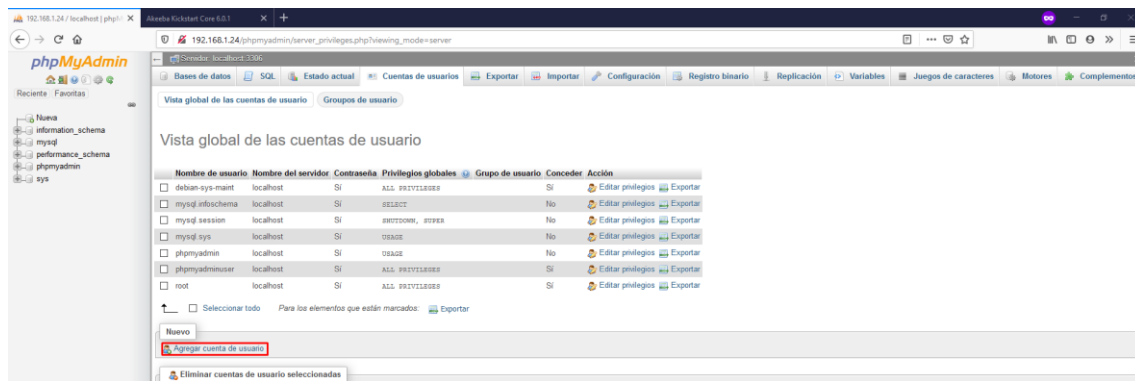 192.168.1.24 / localhost | phpM
Akeeba Kickstart Core 6.0.1
192.168.1.24/phpmyadmin/server_privileges.php?viewing_mode=server
phpMyAdmin
Servidor: localhost:3306
Bases de datos SQL Estado actual Cuentas de usuarios Exportar Importar Configuración Registro binario Replicación Variables Juegos de caracteres Motores Complementos
Reciente Favoritas
Nueva
information_schema
mysql
performance_schema
phpmyadmin
sys
Vista global de las cuentas de usuario Groupos de usuario
Vista global de las cuentas de usuario
Nombre de usuario Nombre del servidor Contraseña Privilegios globales Grupo de usuario Conceder Acción
debian-sys-maint localhost Sí ALL PRIVILEGES Sí Editar privilegios Exportar
mysql.infoschema localhost Sí SELECT No Editar privilegios Exportar
mysql.session localhost Sí SHUTDOWN, SUPER No Editar privilegios Exportar
mysql.sys localhost Sí USAGE No Editar privilegios Exportar
phpmyadmin localhost Sí USAGE No Editar privilegios Exportar
phpmyadminuser localhost Sí ALL PRIVILEGES Sí Editar privilegios Exportar
root localhost Sí ALL PRIVILEGES Sí Editar privilegios Exportar
Seleccionar todo Para los elementos que están marcados: Exportar
Nuevo
Agregar cuenta de usuario
Eliminar cuentas de usuario seleccionadas